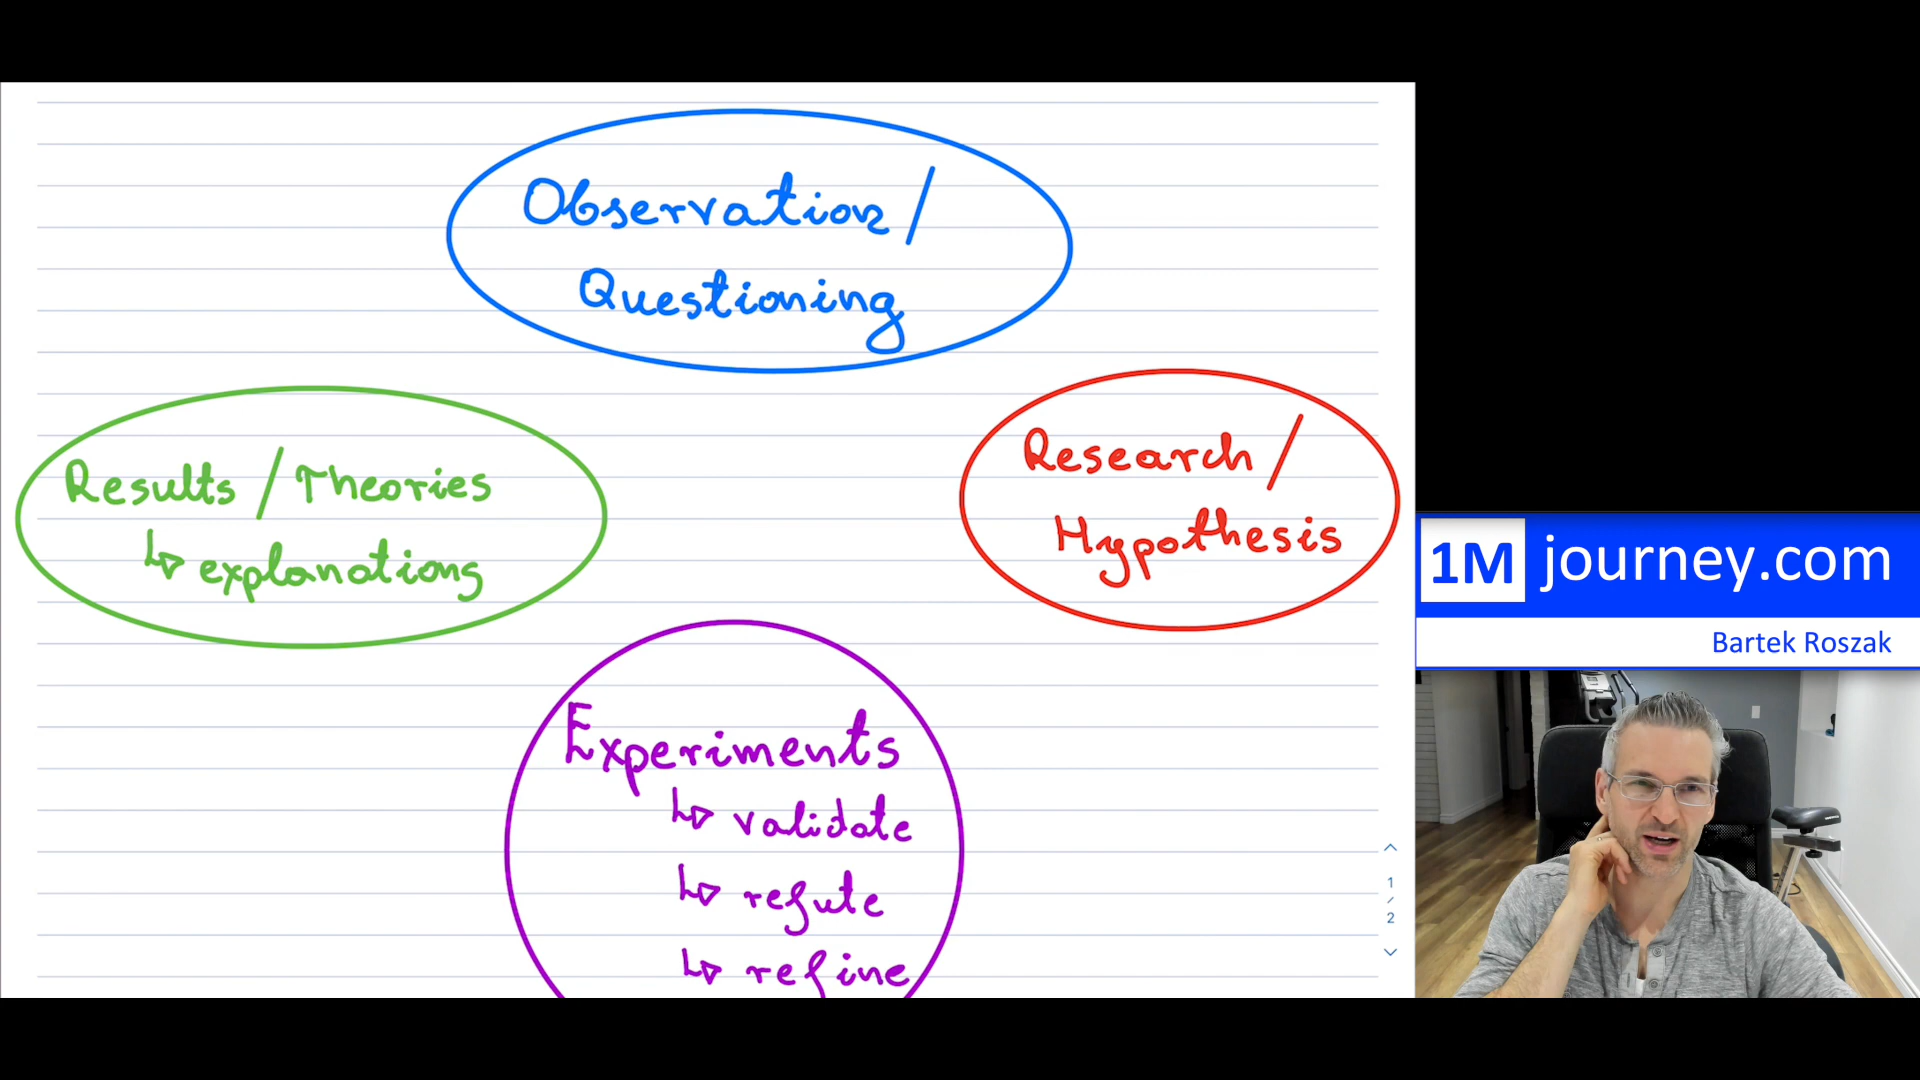 Observation /
Questioning
Results / Theories
↳ explanations
Research /
Hypothesis
Experiments
↳ validate
↳ refute
↳ refine
1
/
2
1M journey.com
Bartek Roszak